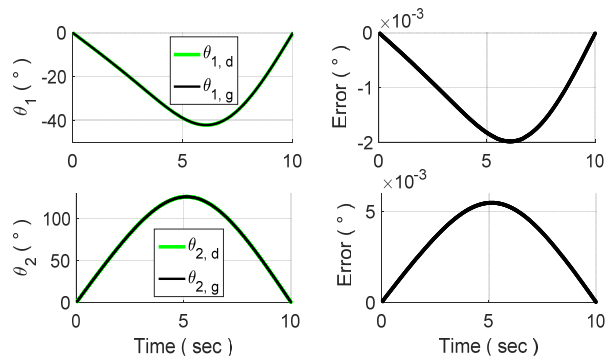 ×10⁻³
0
-20
-40
θ₁ ( ° )
θ₁, d
θ₁, g
0 5 10
0
-1
-2
Error ( ° )
0 5 10
×10⁻³
100
50
0
θ₂ ( ° )
θ₂, d
θ₂, g
0 5 10
Time ( sec )
5
0
Error ( ° )
0 5 10
Time ( sec )